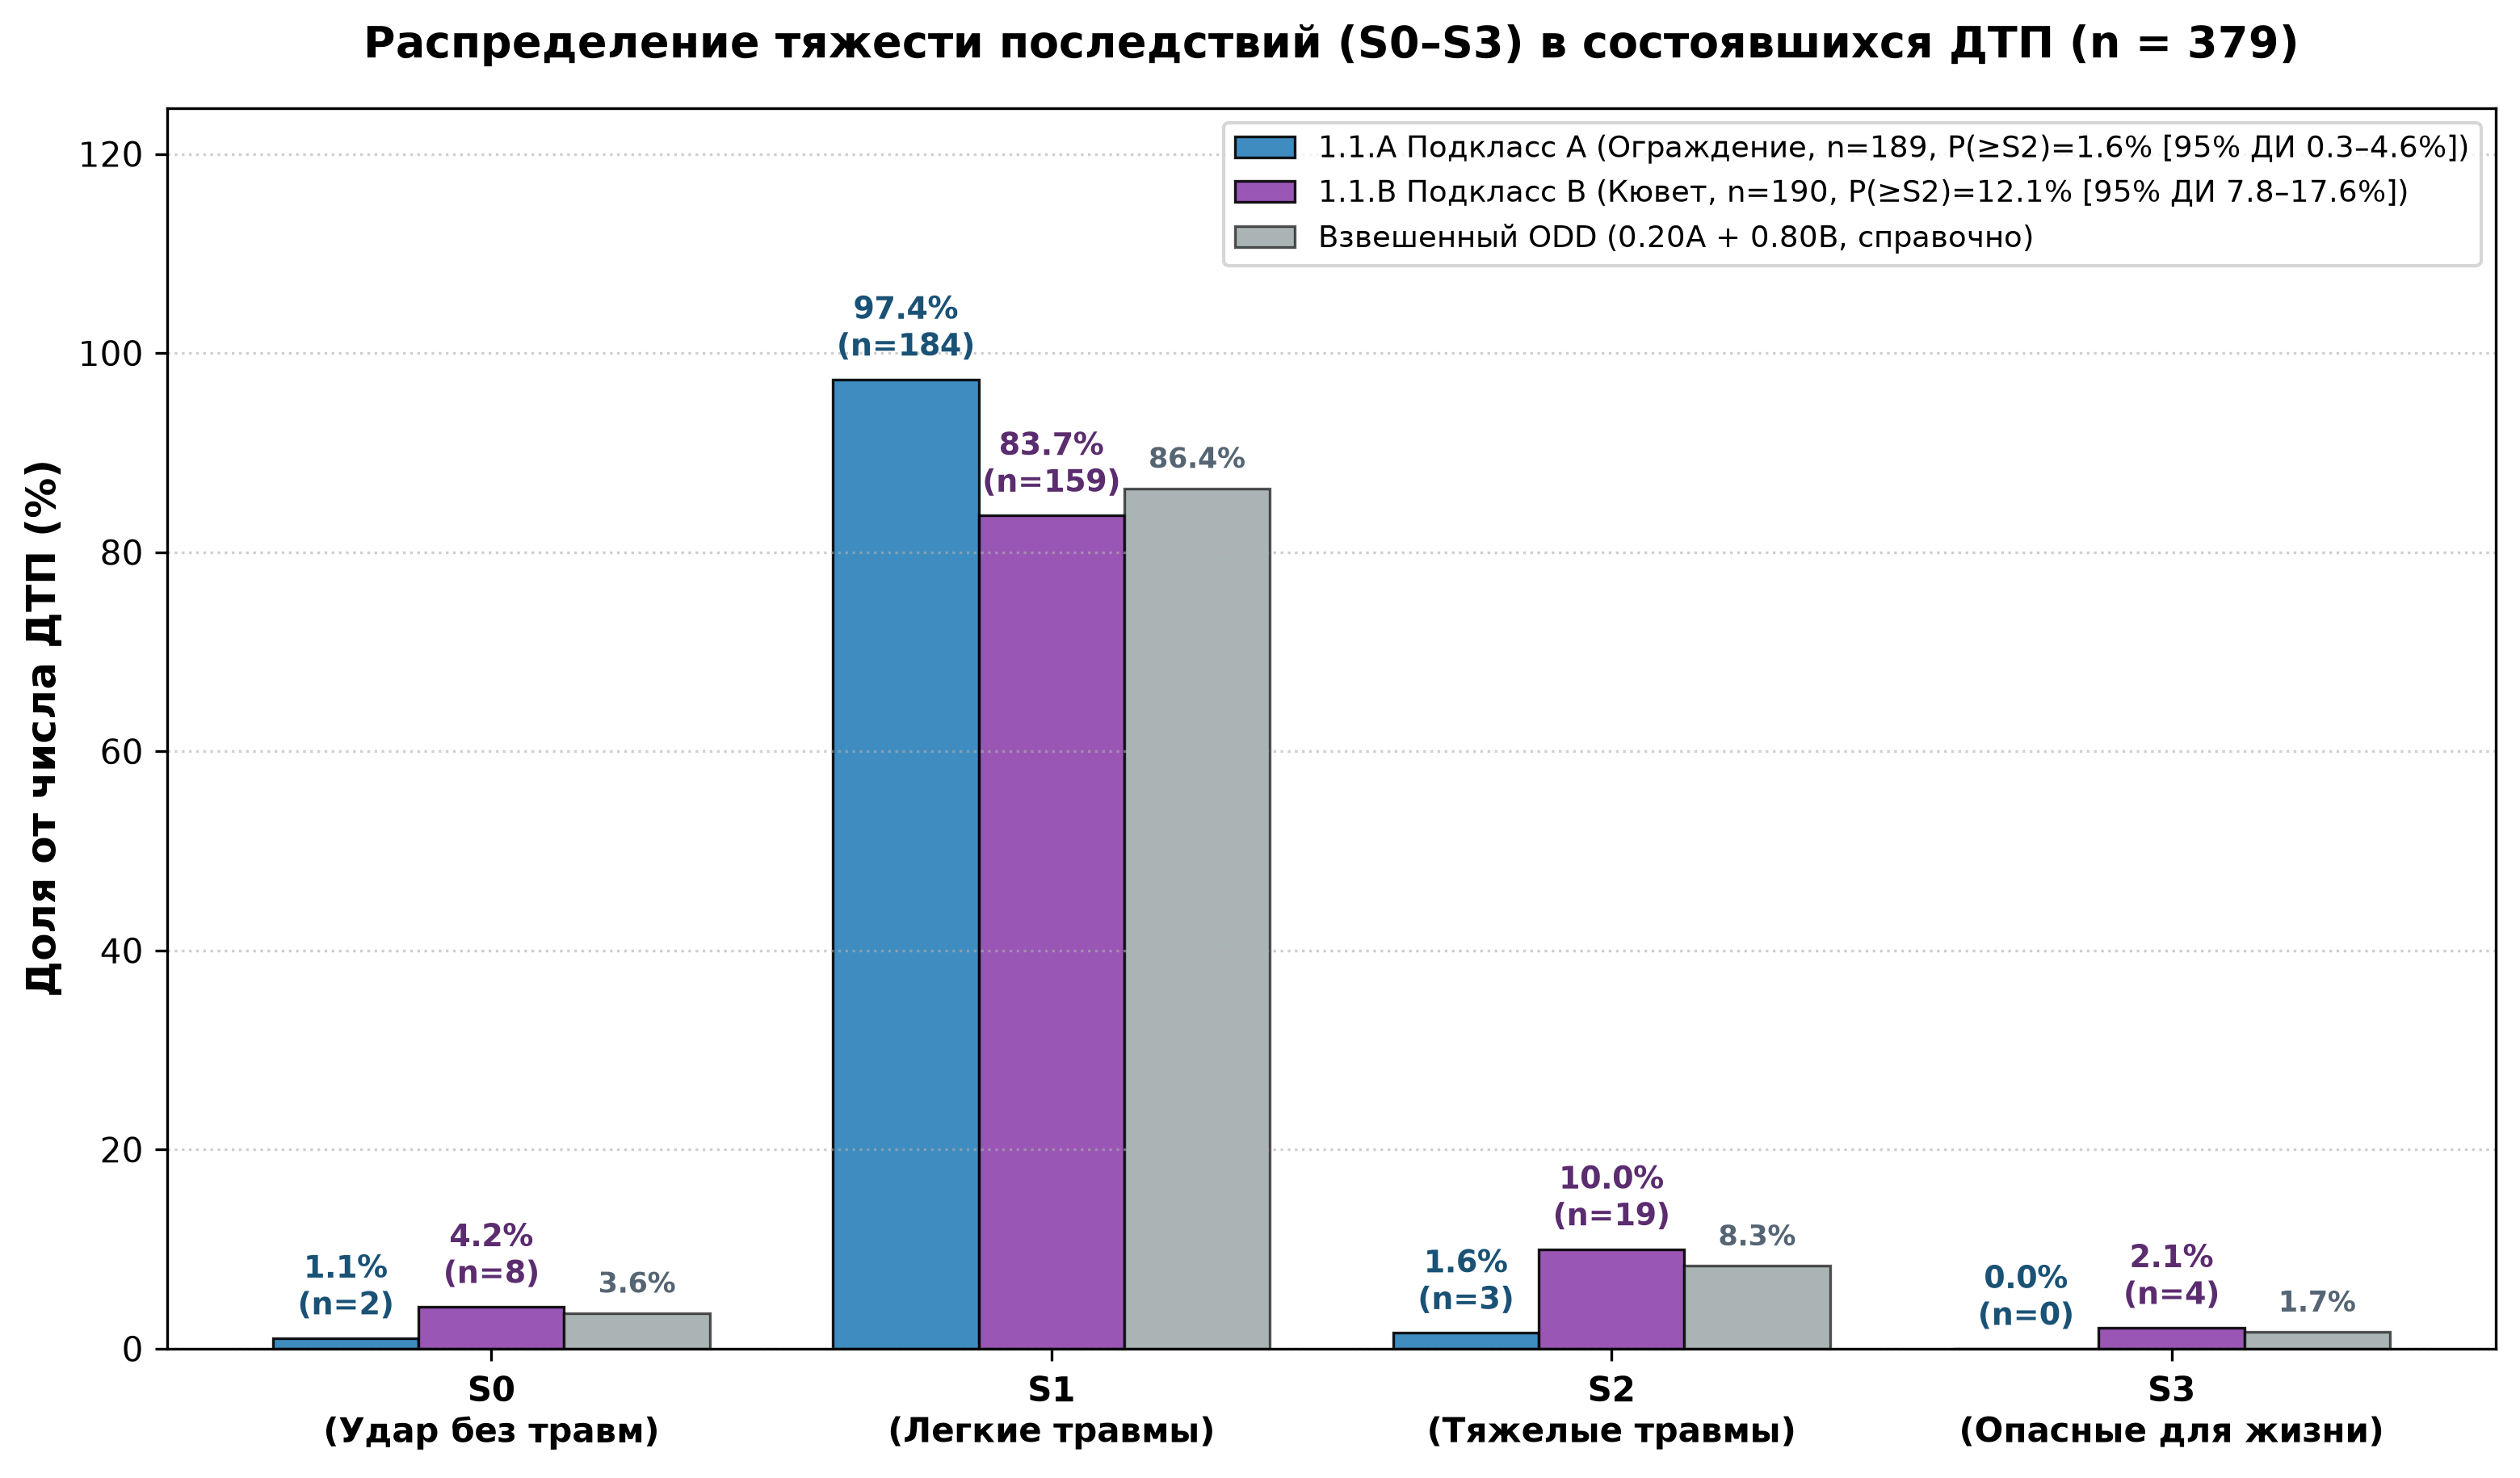 Распределение тяжести последствий (S0–S3) в состоявшихся ДТП (n = 379)
1.1.A Подкласс A (Ограждение, n=189, P(≥S2)=1.6% [95% ДИ 0.3–4.6%])
1.1.B Подкласс B (Кювет, n=190, P(≥S2)=12.1% [95% ДИ 7.8–17.6%])
Взвешенный ODD (0.20A + 0.80B, справочно)
Доля от числа ДТП (%)
120
100
80
60
40
20
0
1.1%
(n=2)
4.2%
(n=8)
3.6%
97.4%
(n=184)
83.7%
(n=159)
86.4%
1.6%
(n=3)
10.0%
(n=19)
8.3%
0.0%
(n=0)
2.1%
(n=4)
1.7%
S0
(Удар без травм)
S1
(Легкие травмы)
S2
(Тяжелые травмы)
S3
(Опасные для жизни)